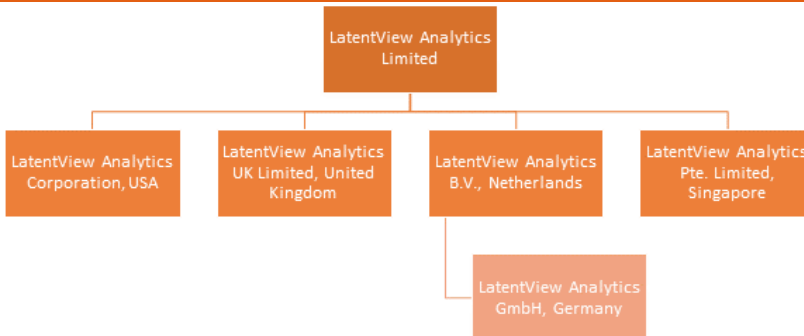 LatentView Analytics
Limited
LatentView Analytics
Corporation, USA
LatentView Analytics
UK Limited, United
Kingdom
LatentView Analytics
B.V., Netherlands
LatentView Analytics
Pte. Limited,
Singapore
LatentView Analytics
GmbH, Germany